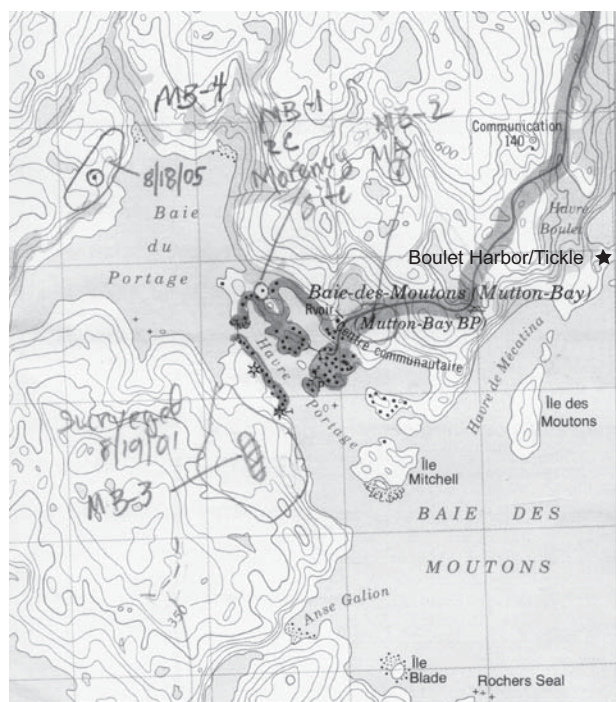 MB-4
MB-1
2C
Morency
site
MB-2
MA
Communication
140
600
8/18/05
Baie
du
Portage
Havre
Boulet
Boulet Harbor/Tickle
Baie-des-Moutons (Mutton-Bay)
Rvoir
(Mutton-Bay BP)
Centre communautaire
Havre
Portage
Havre de Mécatina
Île des
Moutons
Surveyed
8/19/01
MB-3
Île
Mitchell
BAIE DES
MOUTONS
350
Anse Galion
Île
Blade
Rochers Seal